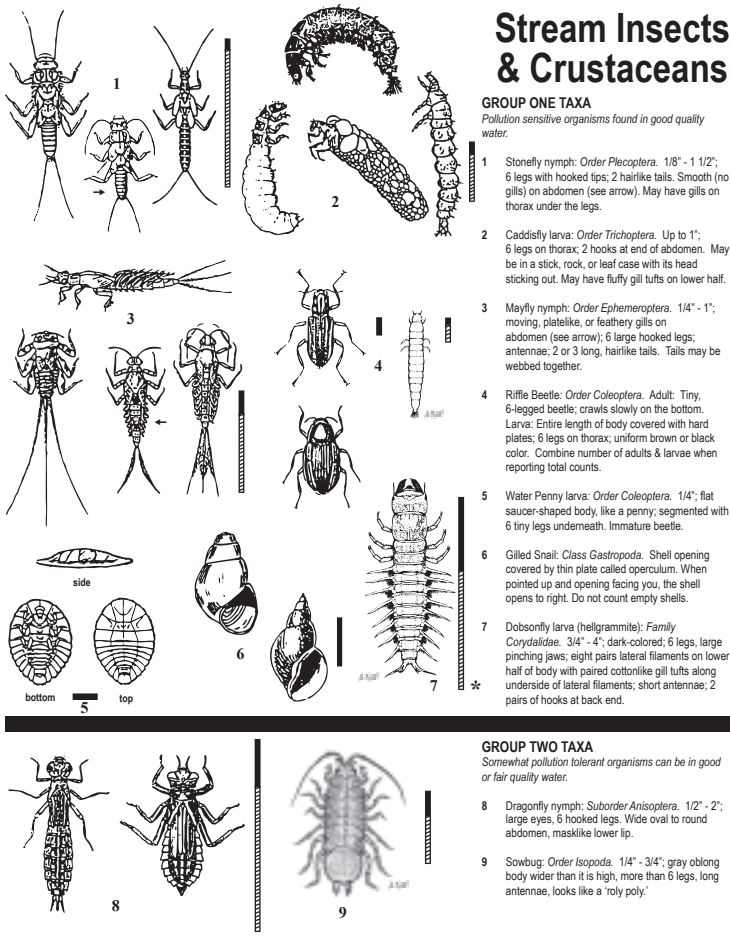 Stream Insects
& Crustaceans
GROUP ONE TAXA
Pollution sensitive organisms found in good quality
water.
1 Stonefly nymph: Order Plecoptera. 1/8" - 1 1/2";
6 legs with hooked tips; 2 hairlike tails. Smooth (no
gills) on abdomen (see arrow). May have gills on
thorax under the legs.
2 Caddisfly larva: Order Trichoptera. Up to 1";
6 legs on thorax; 2 hooks at end of abdomen. May
be in a stick, rock, or leaf case with its head
sticking out. May have fluffy gill tufts on lower half.
3 Mayfly nymph: Order Ephemeroptera. 1/4" - 1";
moving, platelike, or feathery gills on
abdomen (see arrow); 6 large hooked legs;
antennae; 2 or 3 long, hairlike tails. Tails may be
webbed together.
4 Riffle Beetle: Order Coleoptera. Adult: Tiny,
6-legged beetle; crawls slowly on the bottom.
Larva: Entire length of body covered with hard
plates; 6 legs on thorax; uniform brown or black
color. Combine number of adults & larvae when
reporting total counts.
5 Water Penny larva: Order Coleoptera. 1/4"; flat
saucer-shaped body, like a penny; segmented with
6 tiny legs underneath. Immature beetle.
6 Gilled Snail: Class Gastropoda. Shell opening
covered by thin plate called operculum. When
pointed up and opening facing you, the shell
opens to right. Do not count empty shells.
7 Dobsonfly larva (hellgrammite): Family
Corydalidae. 3/4" - 4"; dark-colored; 6 legs, large
pinching jaws; eight pairs lateral filaments on lower
half of body with paired cottonlike gill tufts along
underside of lateral filaments; short antennae; 2
pairs of hooks at back end.
1
2
3
4
side
bottom
top
5
6
7
*
GROUP TWO TAXA
Somewhat pollution tolerant organisms can be in good
or fair quality water.
8 Dragonfly nymph: Suborder Anisoptera. 1/2" - 2";
large eyes, 6 hooked legs. Wide oval to round
abdomen, masklike lower lip.
9 Sowbug: Order Isopoda. 1/4" - 3/4"; gray oblong
body wider than it is high, more than 6 legs, long
antennae, looks like a 'roly poly.'
8
9